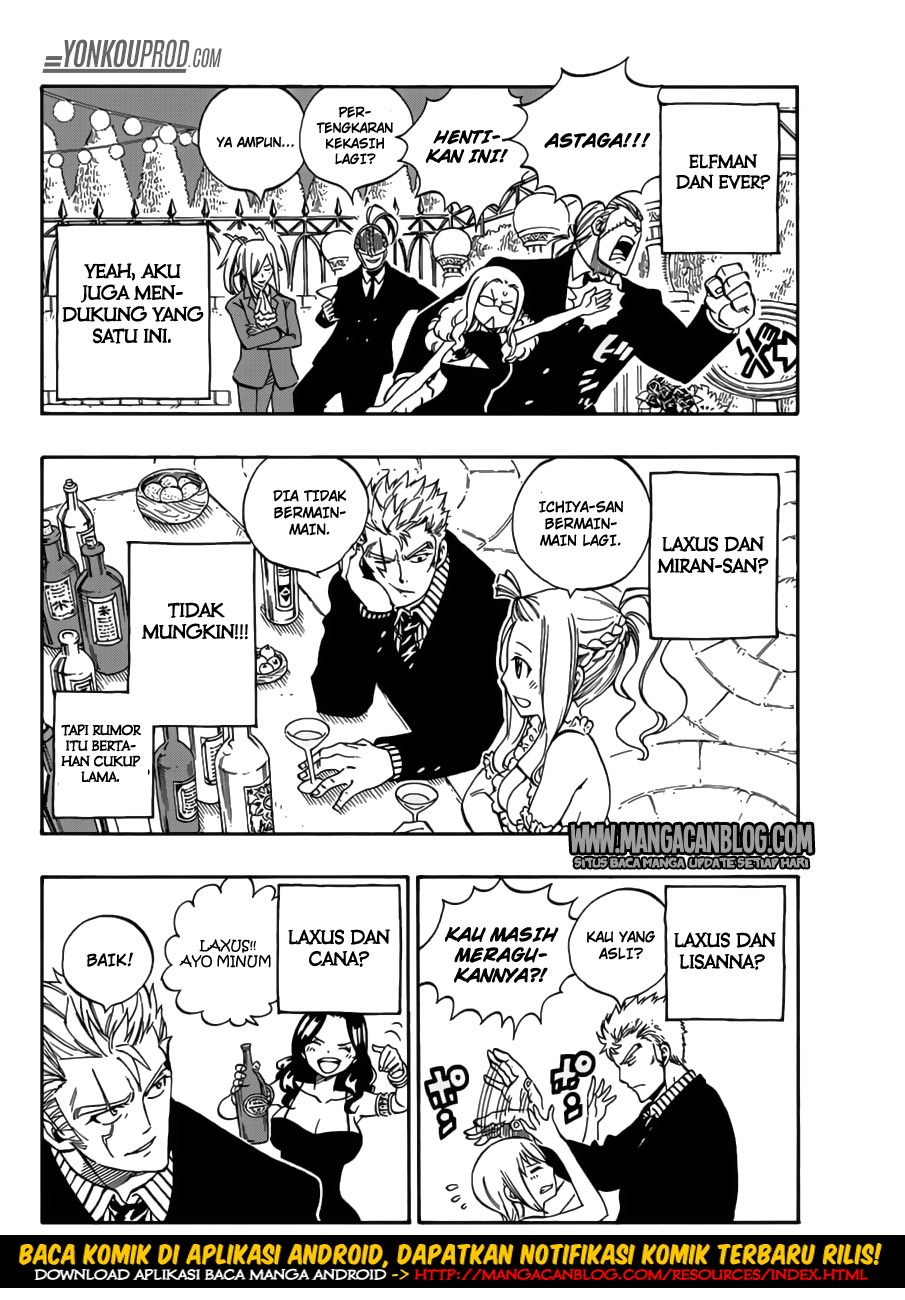 YONKOUPROD.COM
ELFMAN
DAN EVER?
ASTAGA!!!
HENTI-
KAN INI!
PER-
TENGKARAN
KEKASIH
LAGI?
YA AMPUN...
YEAH, AKU
JUGA MEN-
DUKUNG YANG
SATU INI.
LAXUS DAN
MIRAN-SAN?
ICHIYA-SAN
BERMAIN-
MAIN LAGI.
DIA TIDAK
BERMAIN-
MAIN.
TIDAK
MUNGKIN!!!
TAPI RUMOR
ITU BERTA-
HAN CUKUP
LAMA.
WWW.MANGACANBLOG.COM
SITUS BACA MANGA UPDATE SETIAP HARI
LAXUS DAN
LISANNA?
KAU YANG
ASLI?
KAU MASIH
MERAGU-
KANNYA?!
LAXUS DAN
CANA?
LAXUS!!
AYO MINUM
BAIK!
BACA KOMIK DI APLIKASI ANDROID, DAPATKAN NOTIFIKASI KOMIK TERBARU RILIS!
DOWNLOAD APLIKASI BACA MANGA ANDROID -> HTTP://MANGACANBLOG.COM/RESOURCES/INDEX.HTML